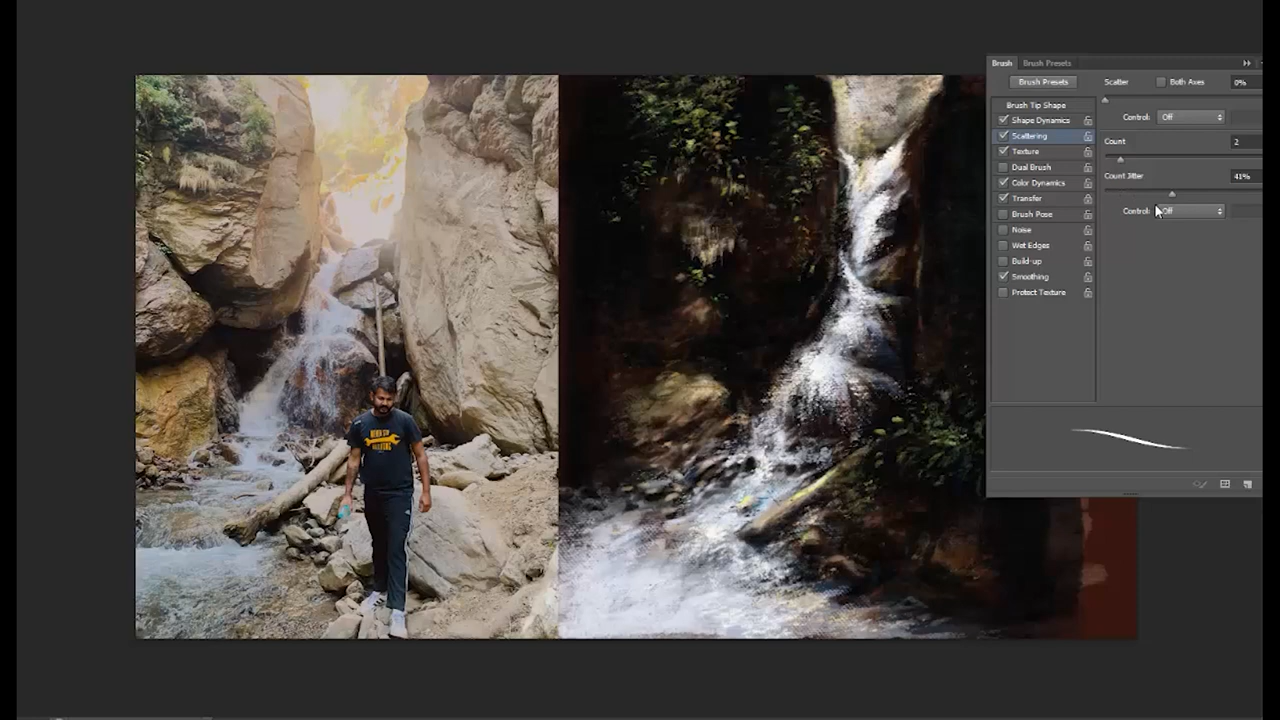 Brush Brush Presets
Brush Presets Scatter Both Axes 0%
Brush Tip Shape
Shape Dynamics Control: Off
Scattering Count 2
Texture
Dual Brush Count Jitter 41%
Color Dynamics
Transfer
Brush Pose Control: Off
Noise
Wet Edges
Build-up
Smoothing
Protect Texture